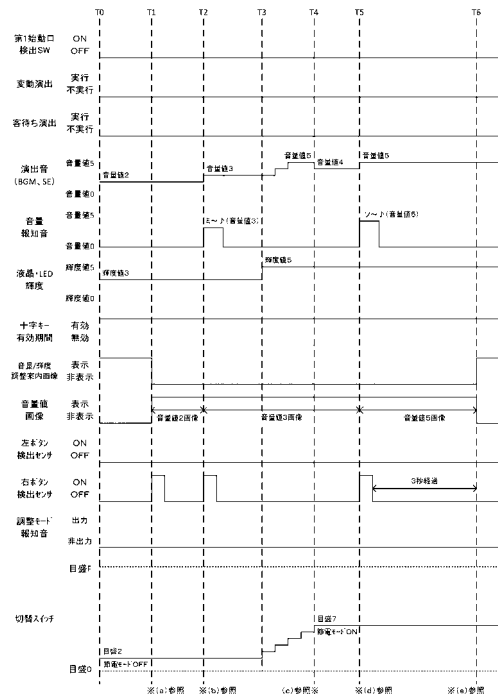 T0 T1 T2 T3 T4 T5 T6
第1始動口 ON
検出SW OFF
変動演出 実行
不実行
客待ち演出 実行
不実行
演出音 音量値5
(BGM、SE) 音量値0
音量値2 音量値3 音量値5 音量値4 音量値5
音量 音量値5
報知音 音量値0
ミ～♪(音量値3) ソ～♪(音量値5)
液晶・LED 輝度値5
輝度 輝度値0
輝度値3 輝度値5
十字キー 有効
有効期間 無効
音量/輝度 表示
調整案内画像 非表示
音量値 表示
画像 非表示
音量値2画像 音量値3画像 音量値5画像
左ボタン ON
検出センサ OFF
右ボタン ON
検出センサ OFF
3秒経過
調整モード 出力
報知音 非出力
目盛F
切替スイッチ
目盛7
節電モードON
目盛2
節電モードOFF
目盛0
※(a)参照 ※(b)参照 (c)参照※ ※(d)参照 ※(e)参照